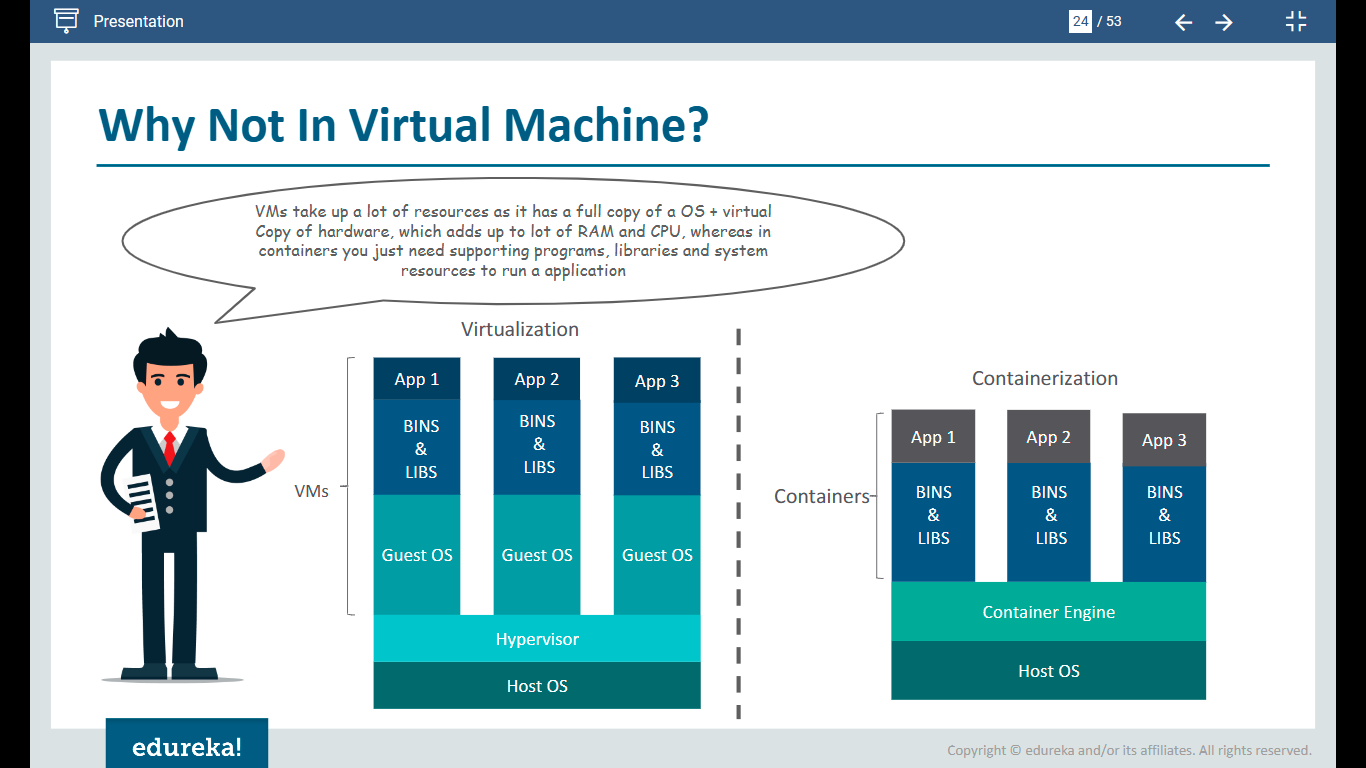 Presentation
24 / 53
Why Not In Virtual Machine?
VMs take up a lot of resources as it has a full copy of a OS + virtual
Copy of hardware, which adds up to lot of RAM and CPU, whereas in
containers you just need supporting programs, libraries and system
resources to run a application
Virtualization
App 1
App 2
App 3
BINS
&
LIBS
BINS
&
LIBS
BINS
&
LIBS
VMs
Guest OS
Guest OS
Guest OS
Hypervisor
Host OS
Containerization
App 1
App 2
App 3
Containers
BINS
&
LIBS
BINS
&
LIBS
BINS
&
LIBS
Container Engine
Host OS
edureka!
Copyright © edureka and/or its affiliates. All rights reserved.